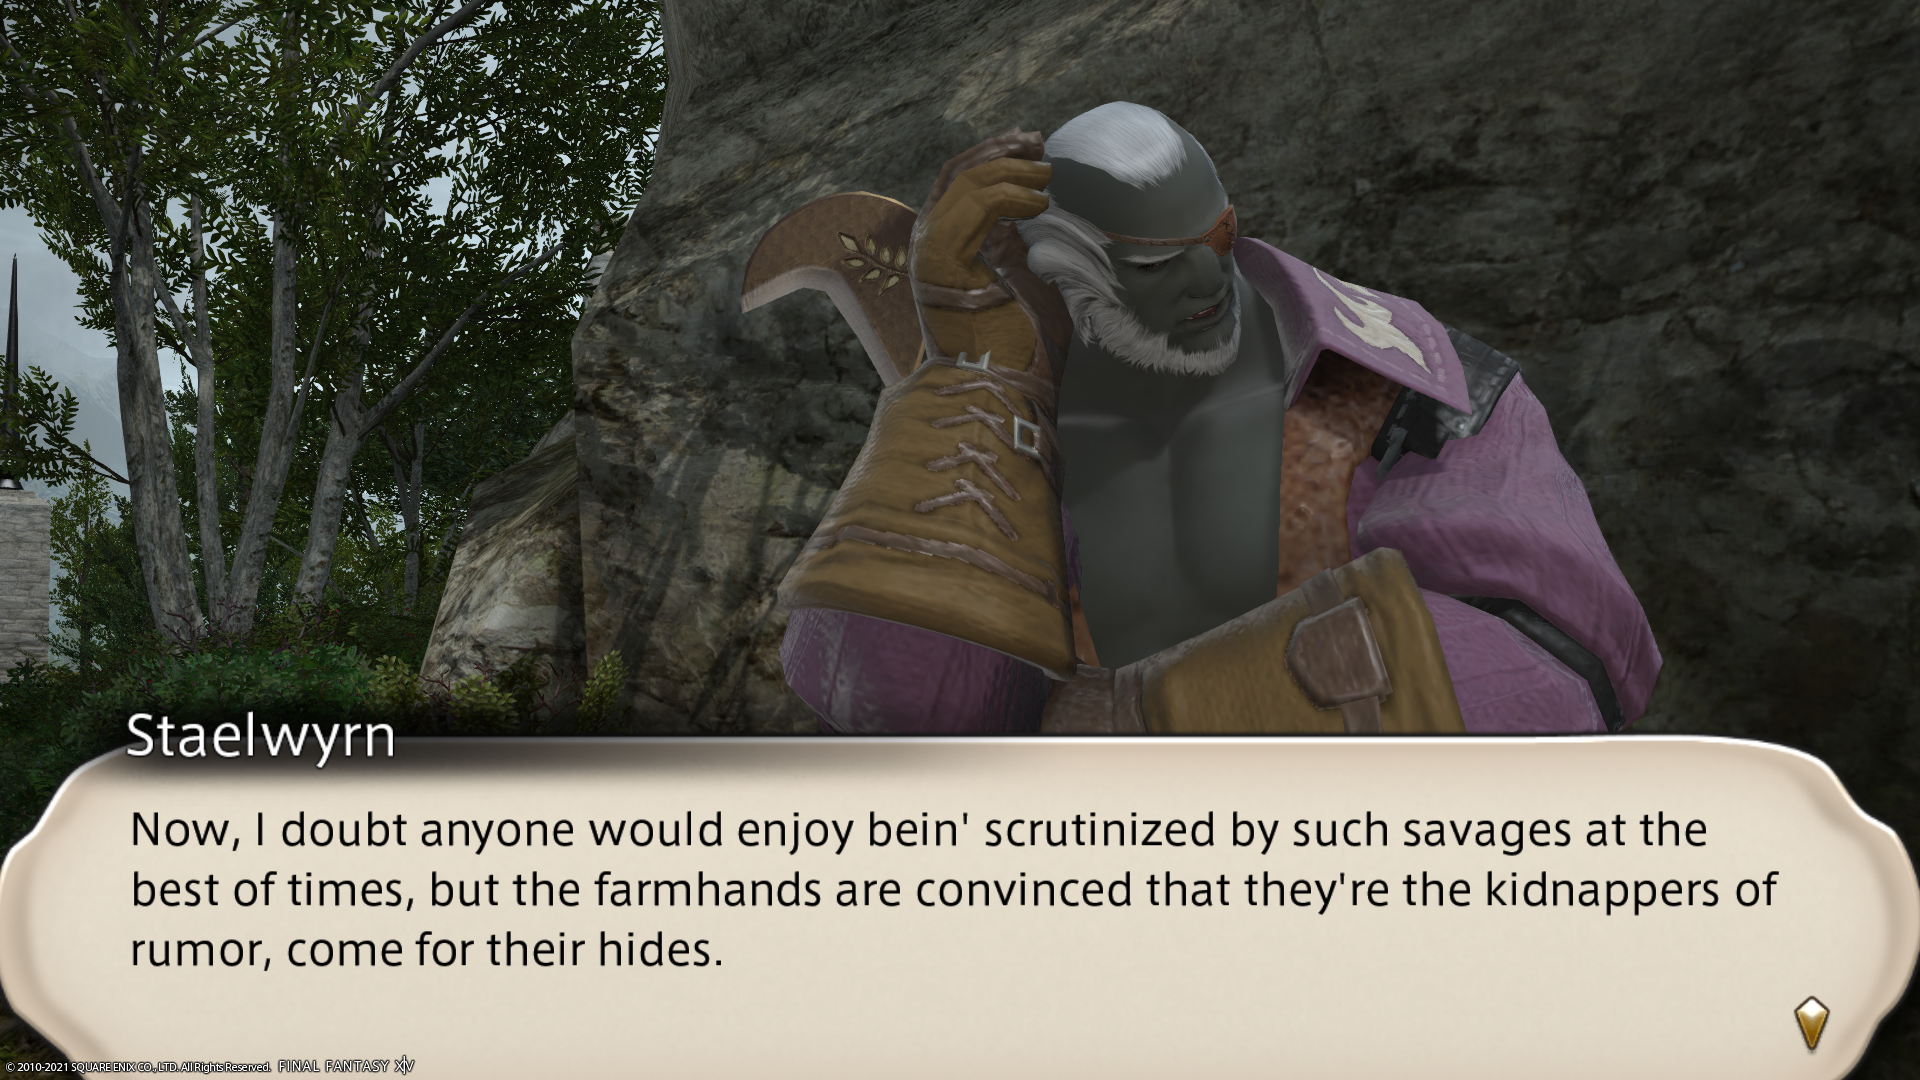 Staelwyrn
Now, I doubt anyone would enjoy bein' scrutinized by such savages at the
best of times, but the farmhands are convinced that they're the kidnappers of
rumor, come for their hides.
© 2010-2021 SQUARE ENIX CO., LTD. All Rights Reserved. FINAL FANTASY XIV